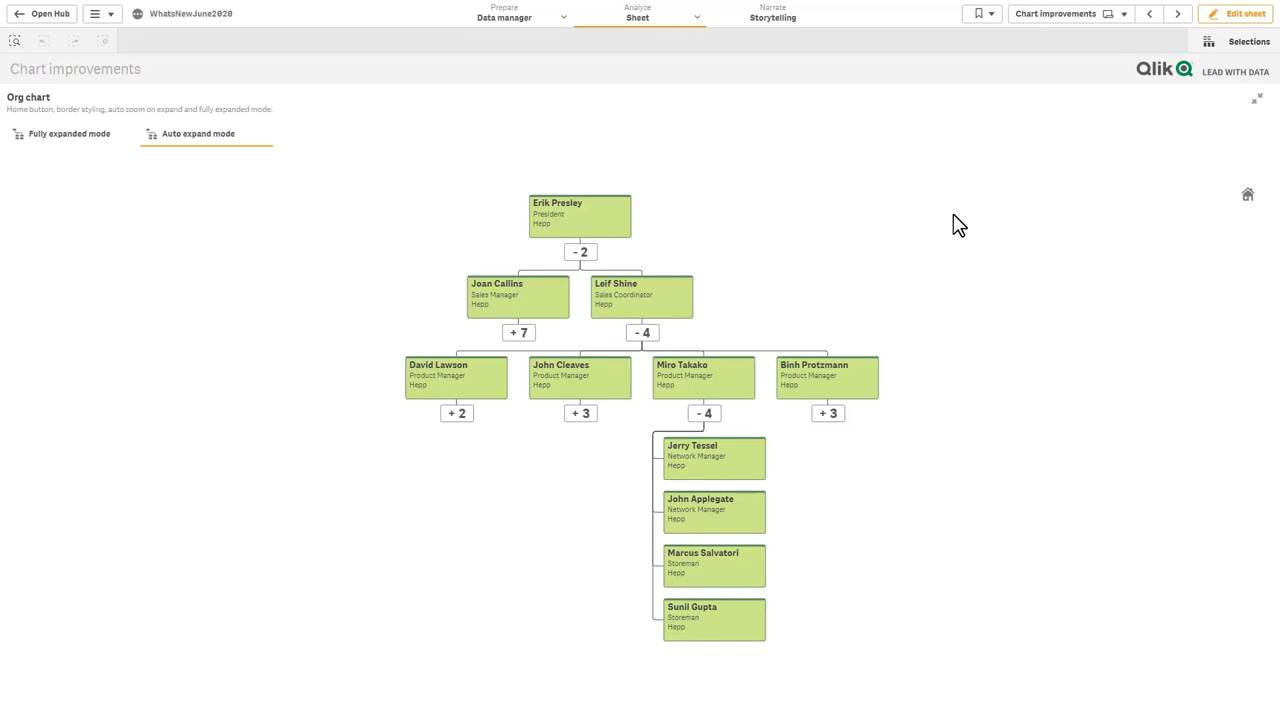 Open Hub
WhatsNewJune2020
Prepare
Data manager
Analyze
Sheet
Narrate
Storytelling
Chart improvements
Edit sheet
Selections
Chart improvements
Qlik
LEAD WITH DATA
Org chart
Home button, border styling, auto zoom on expand and fully expanded mode.
Fully expanded mode
Auto expand mode
Erik Presley
President
Hepp
- 2
Joan Callins
Sales Manager
Hepp
+ 7
Leif Shine
Sales Coordinator
Hepp
- 4
David Lawson
Product Manager
Hepp
+ 2
John Cleaves
Product Manager
Hepp
+ 3
Miro Takako
Product Manager
Hepp
- 4
Binh Protzmann
Product Manager
Hepp
+ 3
Jerry Tessel
Network Manager
Hepp
John Applegate
Network Manager
Hepp
Marcus Salvatori
Storeman
Hepp
Sunil Gupta
Storeman
Hepp